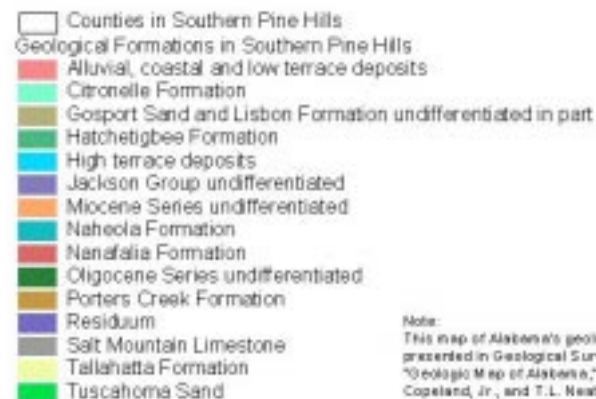 Counties in Southern Pine Hills
Geological Formations in Southern Pine Hills
Alluvial, coastal and low terrace deposits
Citronelle Formation
Gosport Sand and Lisbon Formation undifferentiated in part
Hatchetigbee Formation
High terrace deposits
Jackson Group undifferentiated
Miocene Series undifferentiated
Naheola Formation
Nanafalia Formation
Oligocene Series undifferentiated
Porters Creek Formation
Residuum
Salt Mountain Limestone
Tallahatta Formation
Tuscahoma Sand
Note:
This map of Alabama's geol
presented in Geological Sur
"Geologic Map of Alabama,"
Copeland, Jr., and T.L. Neat